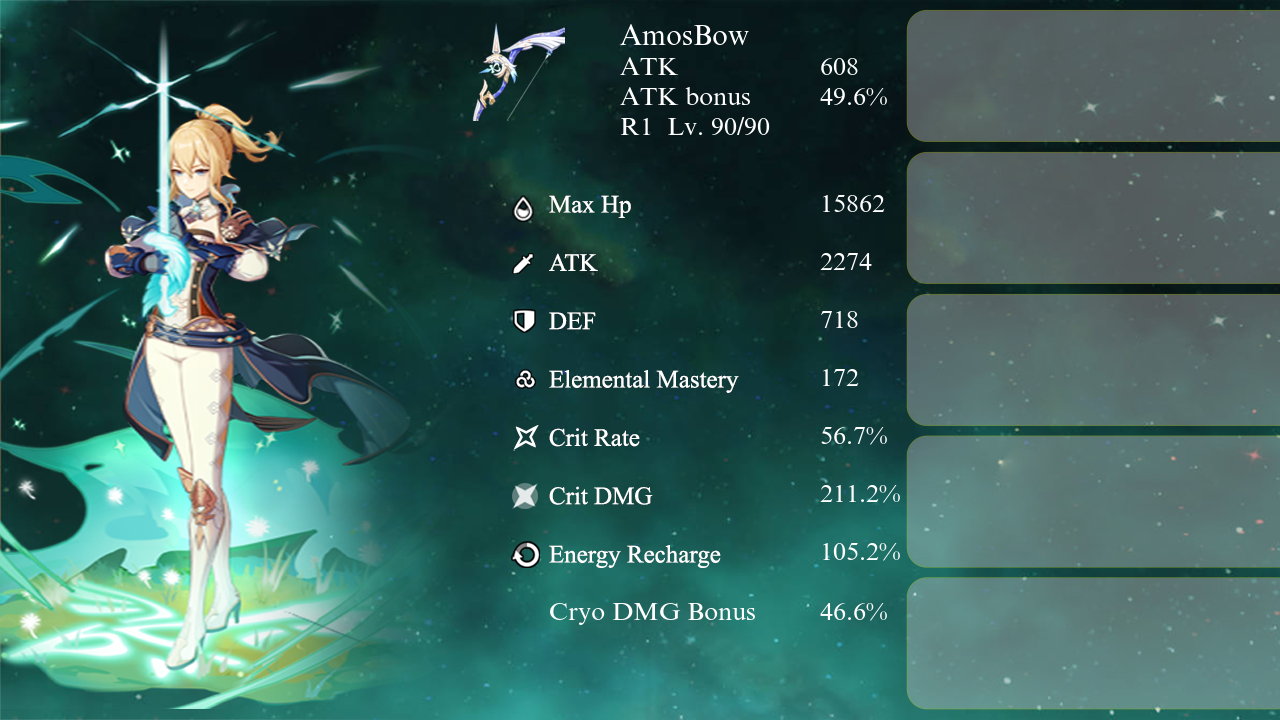 AmosBow
ATK 608
ATK bonus 49.6%
R1 Lv. 90/90
Max Hp 15862
ATK 2274
DEF 718
Elemental Mastery 172
Crit Rate 56.7%
Crit DMG 211.2%
Energy Recharge 105.2%
Cryo DMG Bonus 46.6%